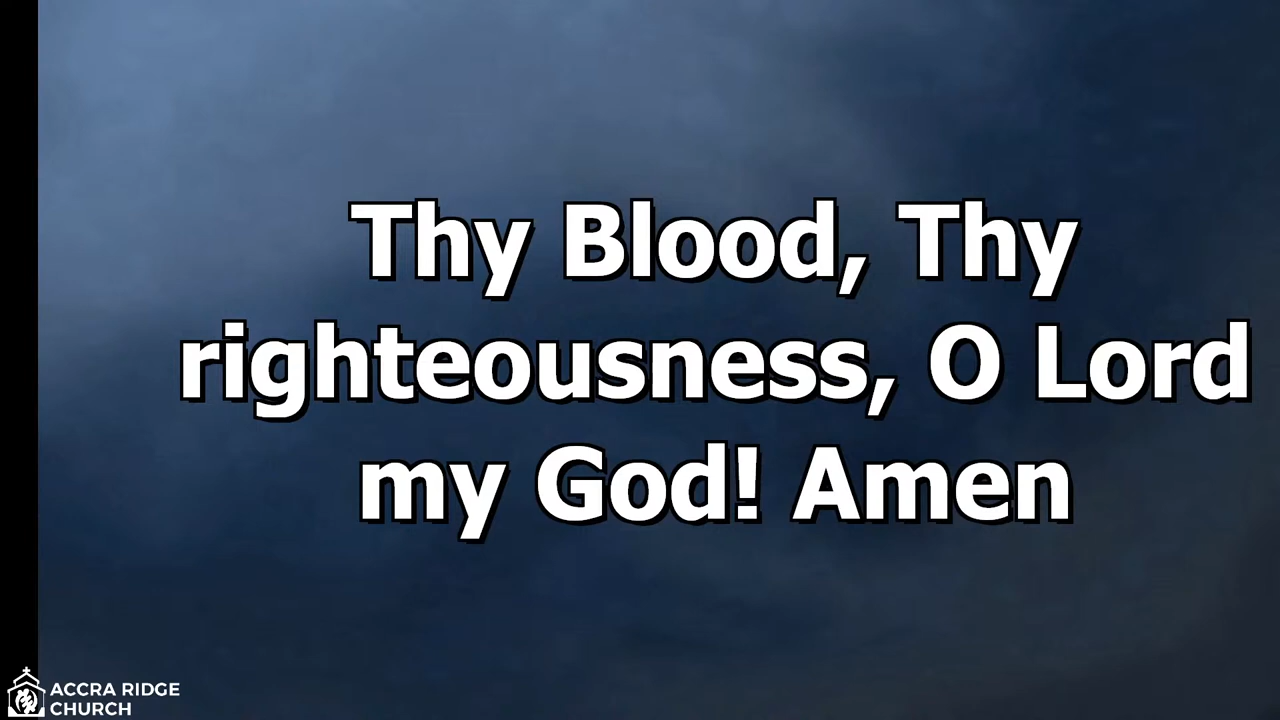 Thy Blood, Thy
righteousness, O Lord
my God! Amen
ACCRA RIDGE
CHURCH